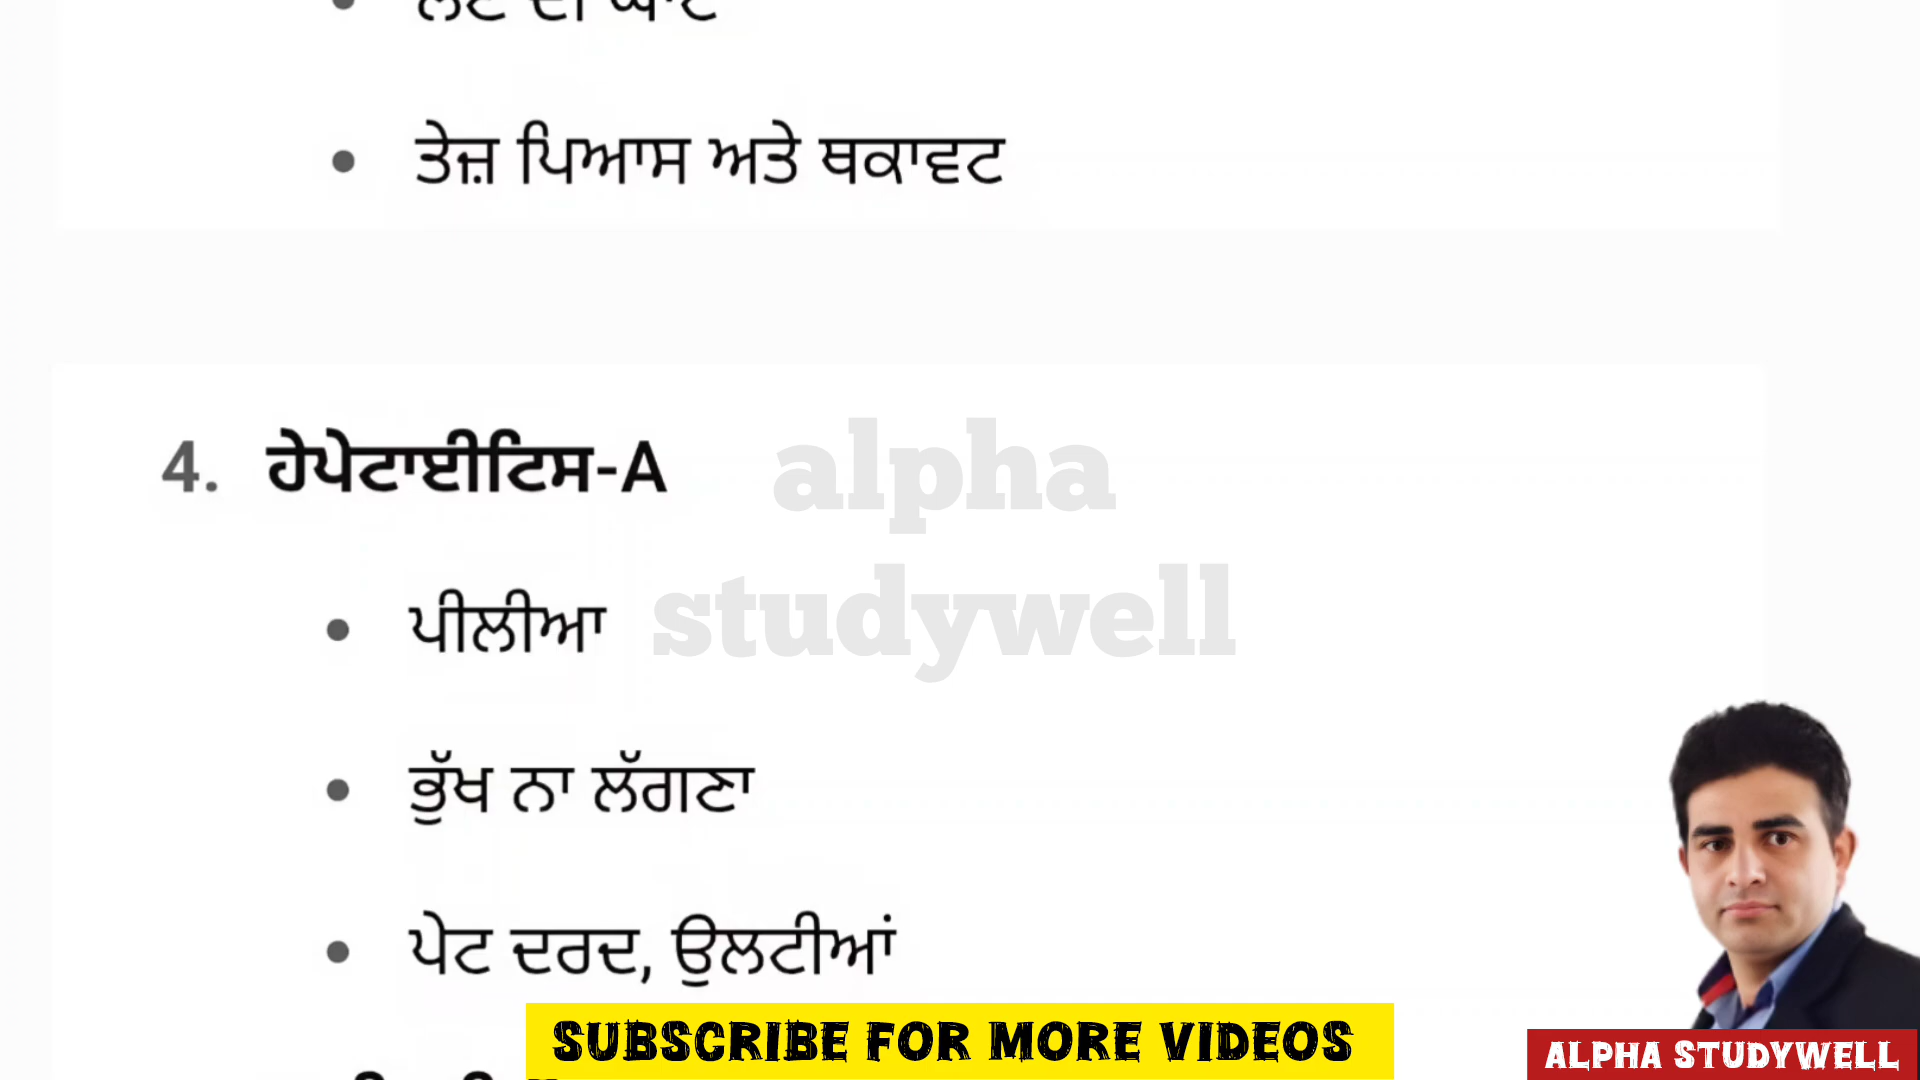 • ਤੇਜ਼ ਪਿਆਸ ਅਤੇ ਥਕਾਵਟ
4. ਹੇਪੇਟਾਈਟਿਸ-A
alpha
studywell
• ਪੀਲੀਆ
• ਭੁੱਖ ਨਾ ਲੱਗਣਾ
• ਪੇਟ ਦਰਦ, ਉਲਟੀਆਂ
SUBSCRIBE FOR MORE VIDEOS
ALPHA STUDYWELL